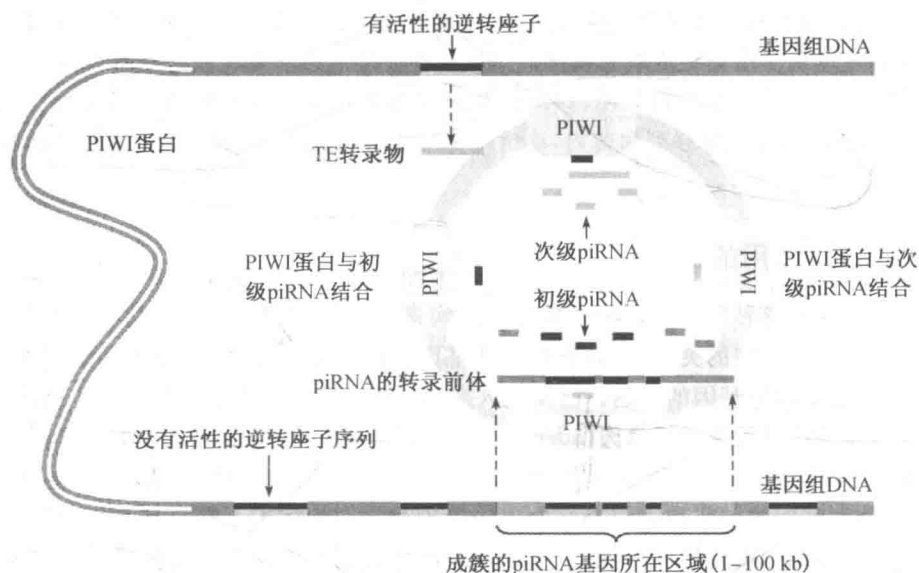 有活性的逆转座子
基因组DNA
PIWI蛋白
TE转录物
PIWI
次级piRNA
PIWI蛋白与初
级piRNA结合
PIWI
PIWI
PIWI蛋白与次
级piRNA结合
初级piRNA
piRNA的转录前体
PIWI
没有活性的逆转座子序列
基因组DNA
成簇的piRNA基因所在区域(1-100 kb)